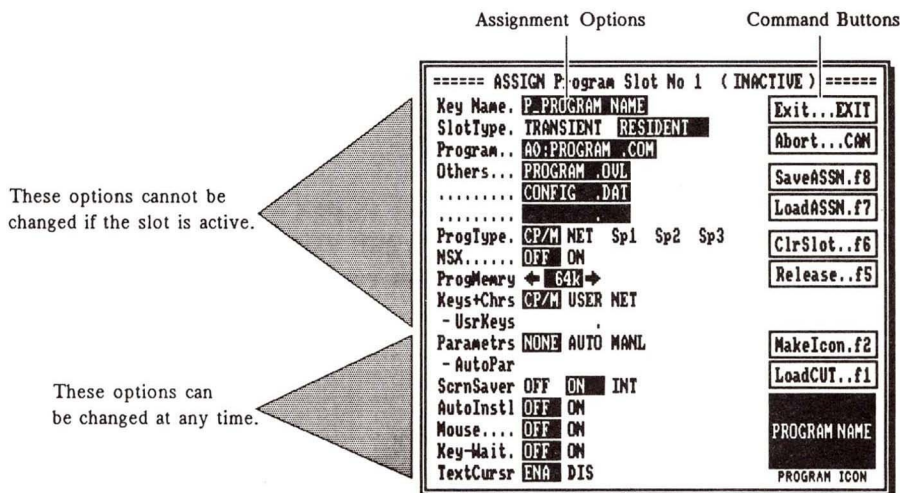 Assignment Options
Command Buttons
====== ASSIGN Program Slot No 1 ( INACTIVE ) ======
Key Name. P_PROGRAM NAME
SlotType. TRANSIENT RESIDENT
Program.. A0:PROGRAM .COM
Others... PROGRAM .OVL
......... CONFIG .DAT
......... .
ProgType. CP/M NET Sp1 Sp2 Sp3
NSX...... OFF ON
ProgMemry 64k
Keys+Chrs CP/M USER NET
- UsrKeys .
Parametrs NONE AUTO MANL
- AutoPar
ScrnSaver OFF ON INT
AutoInstl OFF ON
Mouse.... OFF ON
Key-Wait. OFF ON
TextCursr ENA DIS
Exit...EXIT
Abort...CAN
SaveASSN.f8
LoadASSN.f7
ClrSlot..f6
Release..f5
MakeIcon.f2
LoadCUT..f1
PROGRAM NAME
PROGRAM ICON
These options cannot be
changed if the slot is active.
These options can
be changed at any time.